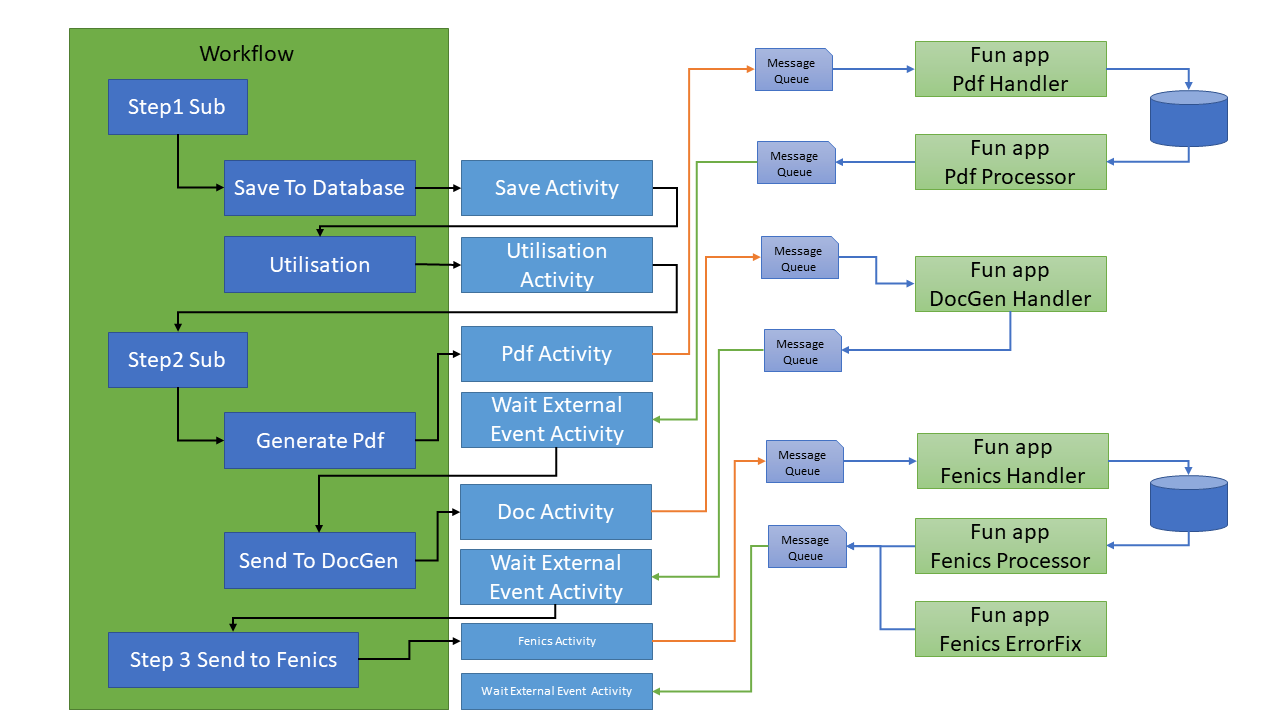 Workflow
Step1 Sub
Save To Database
Save Activity
Utilisation
Utilisation
Activity
Step2 Sub
Pdf Activity
Generate Pdf
Wait External
Event Activity
Send To DocGen
Doc Activity
Wait External
Event Activity
Step 3 Send to Fenics
Fenics Activity
Wait External Event Activity
Message
Queue
Fun app
Pdf Handler
Message
Queue
Fun app
Pdf Processor
Message
Queue
Fun app
DocGen Handler
Message
Queue
Message
Queue
Fun app
Fenics Handler
Message
Queue
Fun app
Fenics Processor
Fun app
Fenics ErrorFix